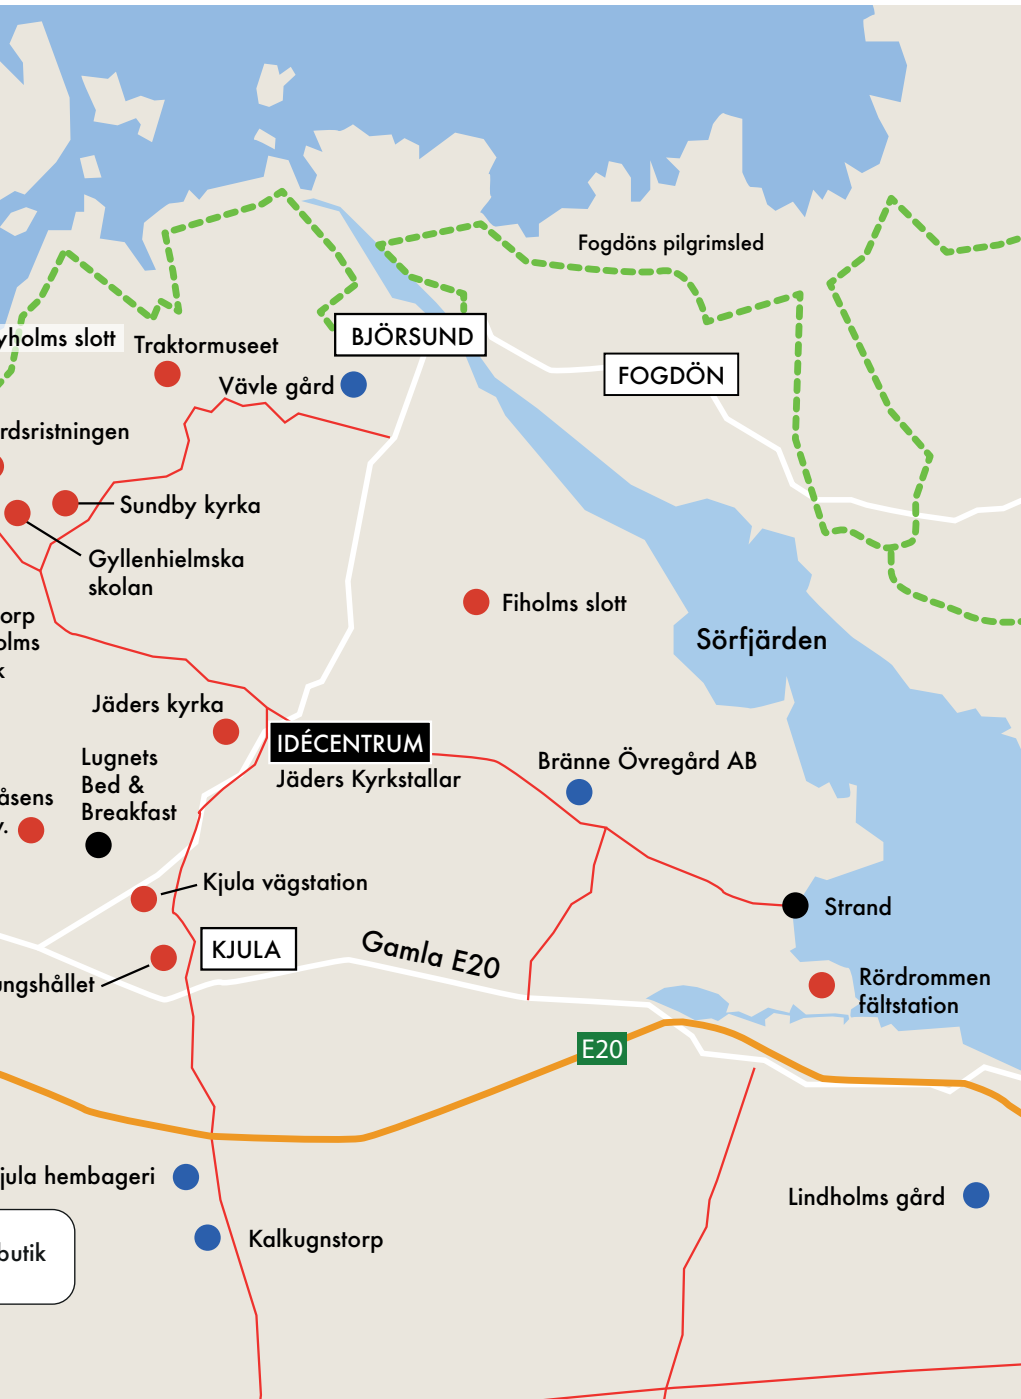 Fogdöns pilgrimsled
yholms slott
Traktormuseet
BJÖRSUND
FOGDÖN
Vävle gård
rdsristningen
Sundby kyrka
Gyllenhielmska
skolan
Fiholms slott
orp
olms
k
Sörfjärden
Jäders kyrka
IDÉCENTRUM
Jäders Kyrkstallar
Lugnets
Bed &
Breakfast
Bränne Övregård AB
åsens
v.
Kjula vägstation
Strand
KJULA
Gamla E20
ungshållet
Rördrommen
fältstation
E20
jula hembageri
Lindholms gård
Kalkugnstorp
butik